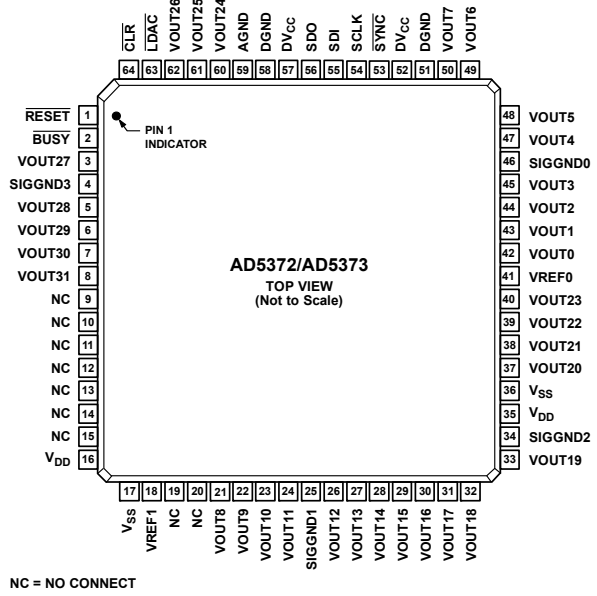 CLR
LDAC
VOUT26
VOUT25
VOUT24
AGND
DGND
DVCC
SDO
SDI
SCLK
SYNC
DVCC
DGND
VOUT7
VOUT6
64 63 62 61 60 59 58 57 56 55 54 53 52 51 50 49
RESET 1
BUSY 2
VOUT27 3
SIGGND3 4
VOUT28 5
VOUT29 6
VOUT30 7
VOUT31 8
NC 9
NC 10
NC 11
NC 12
NC 13
NC 14
NC 15
VDD 16
PIN 1
INDICATOR
AD5372/AD5373
TOP VIEW
(Not to Scale)
48 VOUT5
47 VOUT4
46 SIGGND0
45 VOUT3
44 VOUT2
43 VOUT1
42 VOUT0
41 VREF0
40 VOUT23
39 VOUT22
38 VOUT21
37 VOUT20
36 VSS
35 VDD
34 SIGGND2
33 VOUT19
17 18 19 20 21 22 23 24 25 26 27 28 29 30 31 32
VSS
VREF1
NC
NC
VOUT8
VOUT9
VOUT10
VOUT11
SIGGND1
VOUT12
VOUT13
VOUT14
VOUT15
VOUT16
VOUT17
VOUT18
NC = NO CONNECT